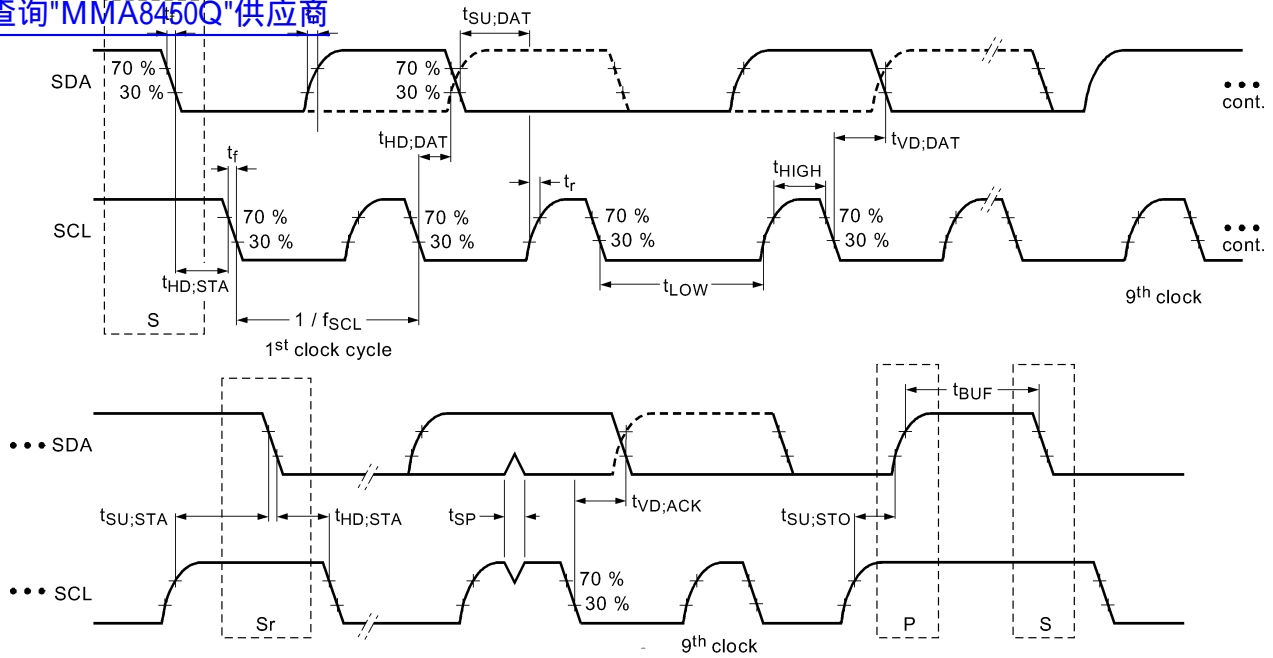 查询"MMA8450Q"供应商
tSU;DAT
SDA
70 %
30 %
70 %
30 %
cont.
tHD;DAT
tVD;DAT
tf
tr
tHIGH
SCL
70 %
30 %
70 %
30 %
70 %
30 %
70 %
30 %
cont.
tHD;STA
tLOW
9th clock
S
1 / fSCL
1st clock cycle
tBUF
SDA
tSU;STA
tHD;STA
tSP
tVD;ACK
tSU;STO
70 %
30 %
SCL
Sr
P
S
9th clock